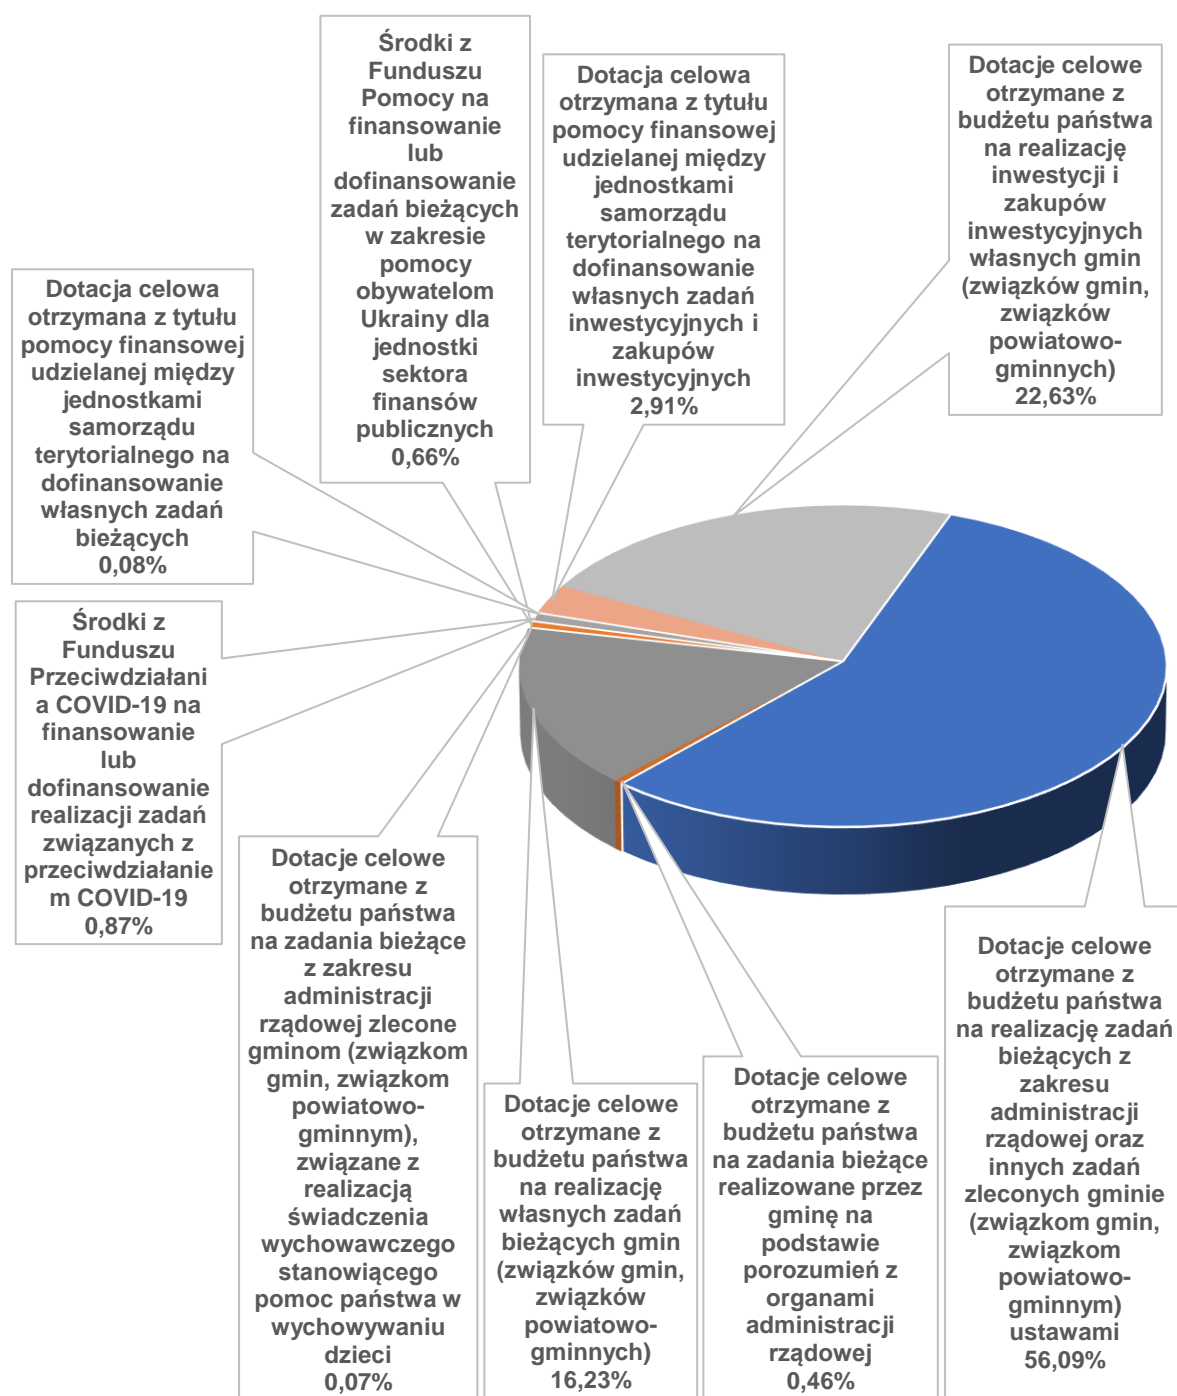 Środki z
Funduszu
Pomocy na
finansowanie
lub
dofinansowanie
zadań bieżących
w zakresie
pomocy
obywatelom
Ukrainy dla
jednostki
sektora
finansów
publicznych
0,66%
Dotacja celowa
otrzymana z tytułu
pomocy finansowej
udzielanej między
jednostkami
samorządu
terytorialnego na
dofinansowanie
własnych zadań
inwestycyjnych i
zakupów
inwestycyjnych
2,91%
Dotacje celowe
otrzymane z
budżetu państwa
na realizację
inwestycji i
zakupów
inwestycyjnych
własnych gmin
(związków gmin,
związków
powiatowo-
gminnych)
22,63%
Dotacja celowa
otrzymana z tytułu
pomocy finansowej
udzielanej między
jednostkami
samorządu
terytorialnego na
dofinansowanie
własnych zadań
bieżących
0,08%
Środki z
Funduszu
Przeciwdziałani
a COVID-19 na
finansowanie
lub
dofinansowanie
realizacji zadań
związanych z
przeciwdziałanie
m COVID-19
0,87%
Dotacje celowe
otrzymane z
budżetu państwa
na zadania bieżące
z zakresu
administracji
rządowej zlecone
gminom (związkom
gmin, związkom
powiatowo-
gminnym),
związane z
realizacją
świadczenia
wychowawczego
stanowiącego
pomoc państwa w
wychowywaniu
dzieci
0,07%
Dotacje celowe
otrzymane z
budżetu państwa
na realizację
własnych zadań
bieżących gmin
(związków gmin,
związków
powiatowo-
gminnych)
16,23%
Dotacje celowe
otrzymane z
budżetu państwa
na zadania bieżące
realizowane przez
gminę na
podstawie
porozumień z
organami
administracji
rządowej
0,46%
Dotacje celowe
otrzymane z
budżetu państwa
na realizację zadań
bieżących z
zakresu
administracji
rządowej oraz
innych zadań
zleconych gminie
(związkom gmin,
związkom
powiatowo-
gminnym)
ustawami
56,09%